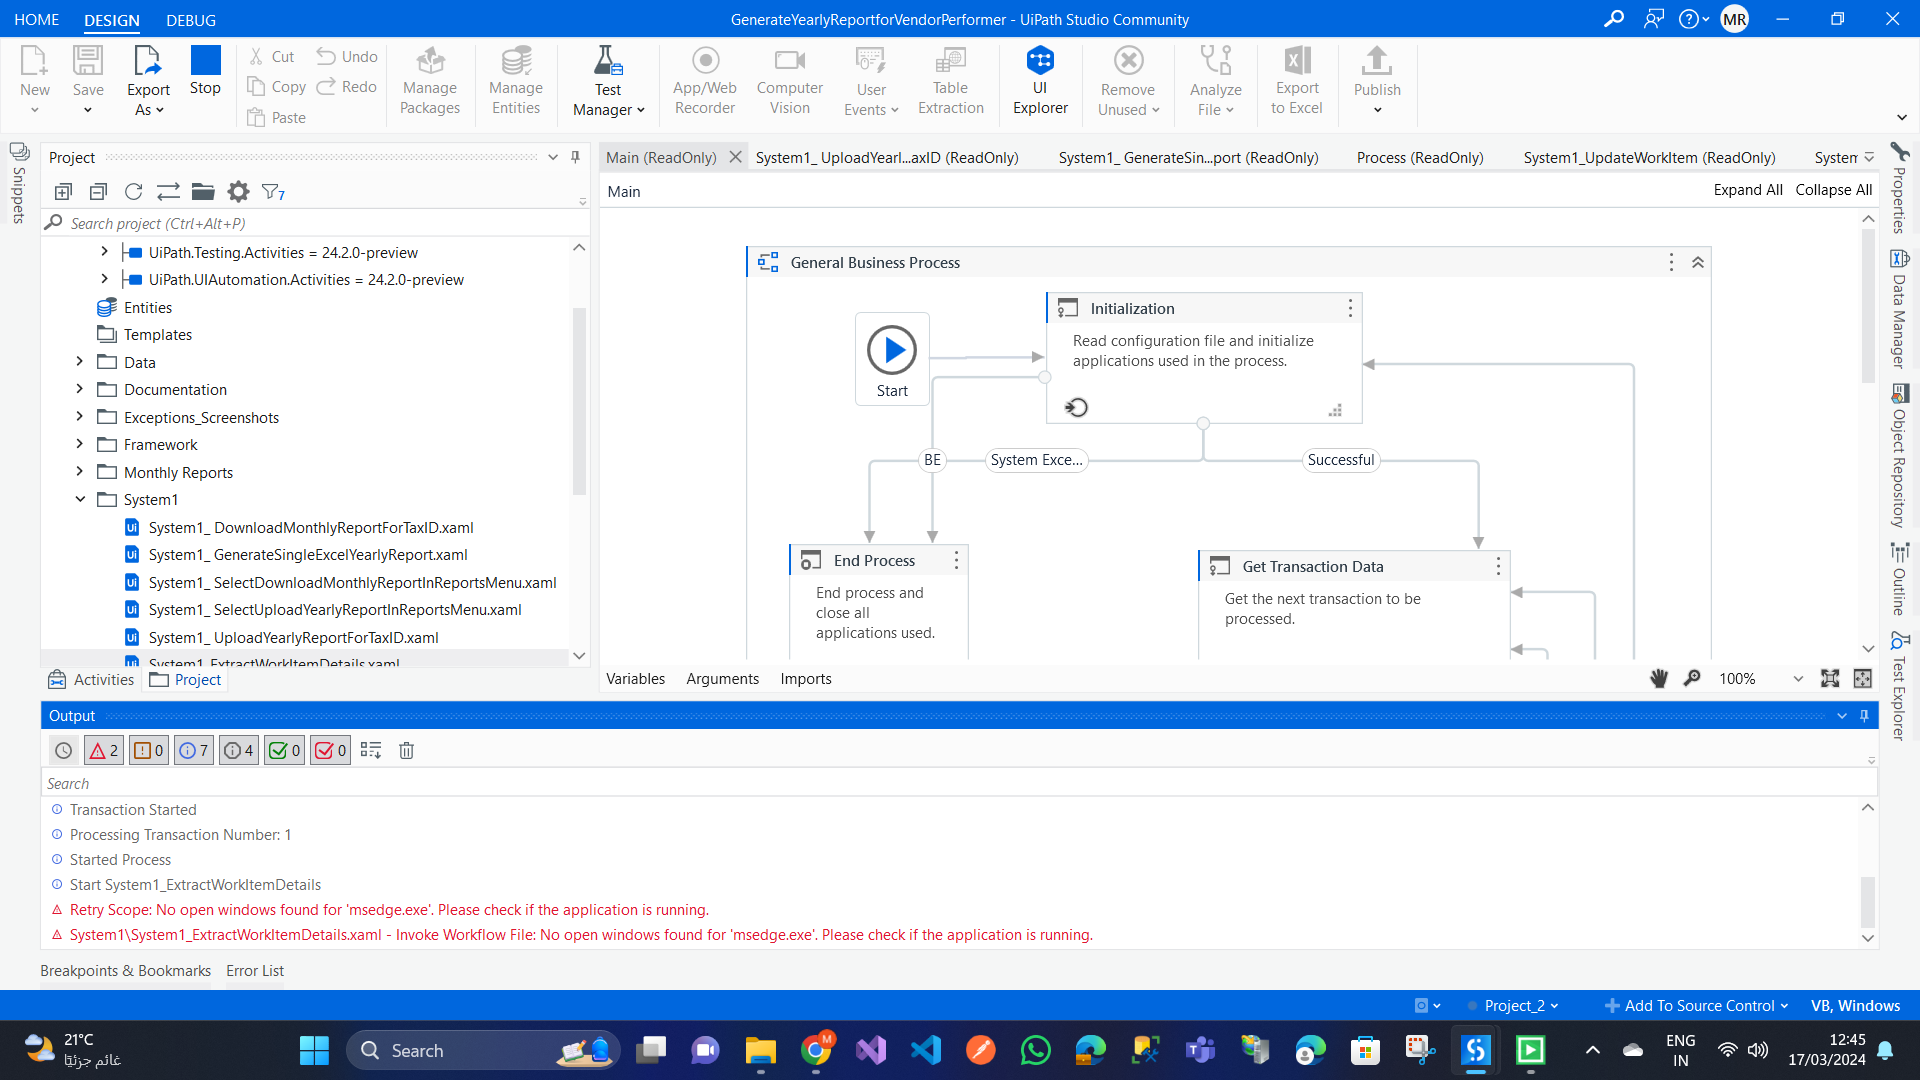 HOME DESIGN DEBUG
GenerateYearlyReportforVendorPerformer - UiPath Studio Community
MR
New
Save
Export As
Stop
Cut
Copy
Paste
Undo
Redo
Manage Packages
Manage Entities
Test Manager
App/Web Recorder
Computer Vision
User Events
Table Extraction
UI Explorer
Remove Unused
Analyze File
Export to Excel
Publish
Snippets
Project
7
Search project (Ctrl+Alt+P)
UiPath.Testing.Activities = 24.2.0-preview
UiPath.UIAutomation.Activities = 24.2.0-preview
Entities
Templates
Data
Documentation
Exceptions_Screenshots
Framework
Monthly Reports
System1
System1_ DownloadMonthlyReportForTaxID.xaml
System1_ GenerateSingleExcelYearlyReport.xaml
System1_ SelectDownloadMonthlyReportInReportsMenu.xaml
System1_ SelectUploadYearlyReportInReportsMenu.xaml
System1_ UploadYearlyReportForTaxID.xaml
System1_ExtractWorkItemDetails.xaml
Activities Project
Main (ReadOnly)
System1_ UploadYearl...axID (ReadOnly)
System1_ GenerateSin...port (ReadOnly)
Process (ReadOnly)
System1_UpdateWorkItem (ReadOnly)
System
Main
Expand All Collapse All
General Business Process
Start
Initialization
Read configuration file and initialize
applications used in the process.
BE
System Exce...
Successful
End Process
End process and
close all
applications used.
Get Transaction Data
Get the next transaction to be
processed.
Variables Arguments Imports
100%
Properties
Data Manager
Object Repository
Outline
Test Explorer
Output
2 0 7 4 0 0
Search
Transaction Started
Processing Transaction Number: 1
Started Process
Start System1_ExtractWorkItemDetails
Retry Scope: No open windows found for 'msedge.exe'. Please check if the application is running.
System1\System1_ExtractWorkItemDetails.xaml - Invoke Workflow File: No open windows found for 'msedge.exe'. Please check if the application is running.
Breakpoints & Bookmarks Error List
Project_2
Add To Source Control
VB, Windows
21°C
غائم جزئيًا
Search
M
ENG
IN
12:45
17/03/2024